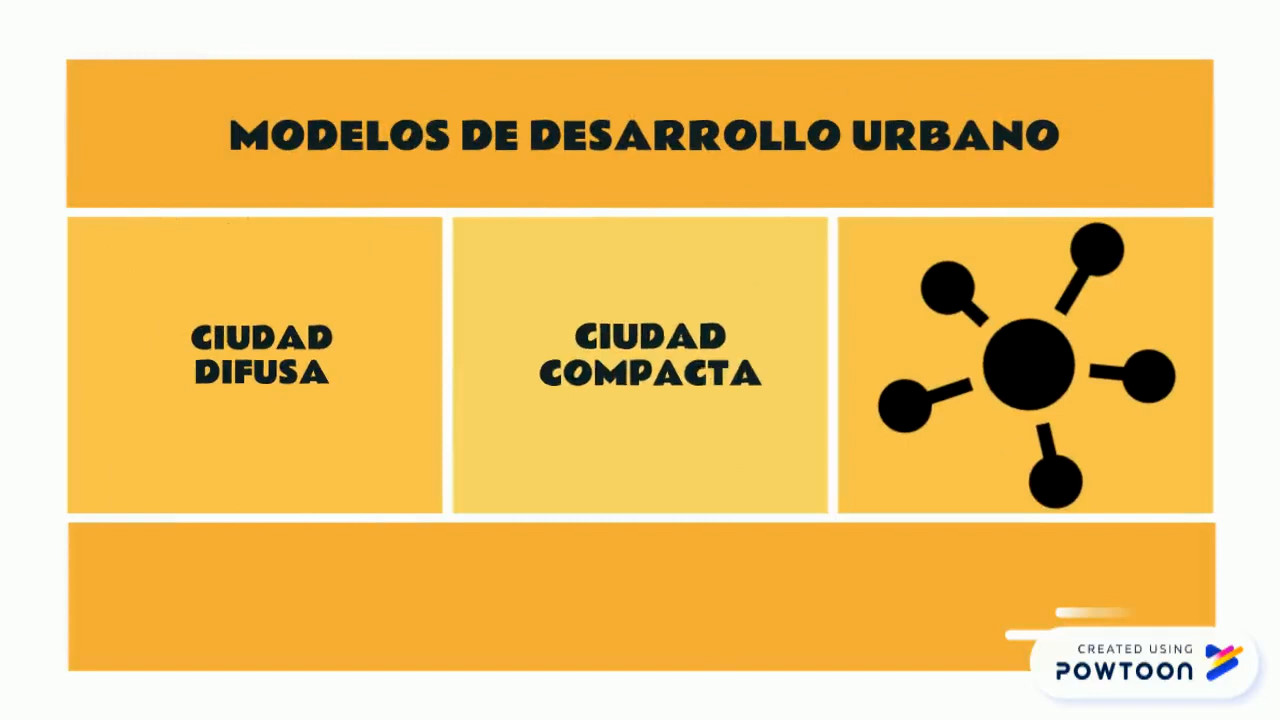 MODELOS DE DESARROLLO URBANO
CIUDAD
DIFUSA
CIUDAD
COMPACTA
CREATED USING
POWTOON